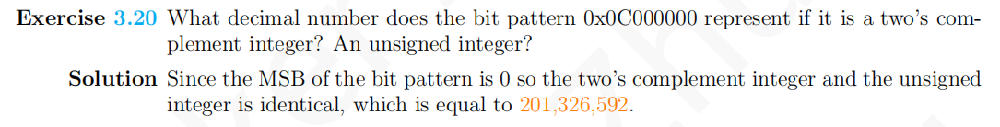 Exercise 3.20 What decimal number does the bit pattern 0x0C000000 represent if it is a two's com-
plement integer? An unsigned integer?
Solution Since the MSB of the bit pattern is 0 so the two's complement integer and the unsigned
integer is identical, which is equal to 201,326,592.